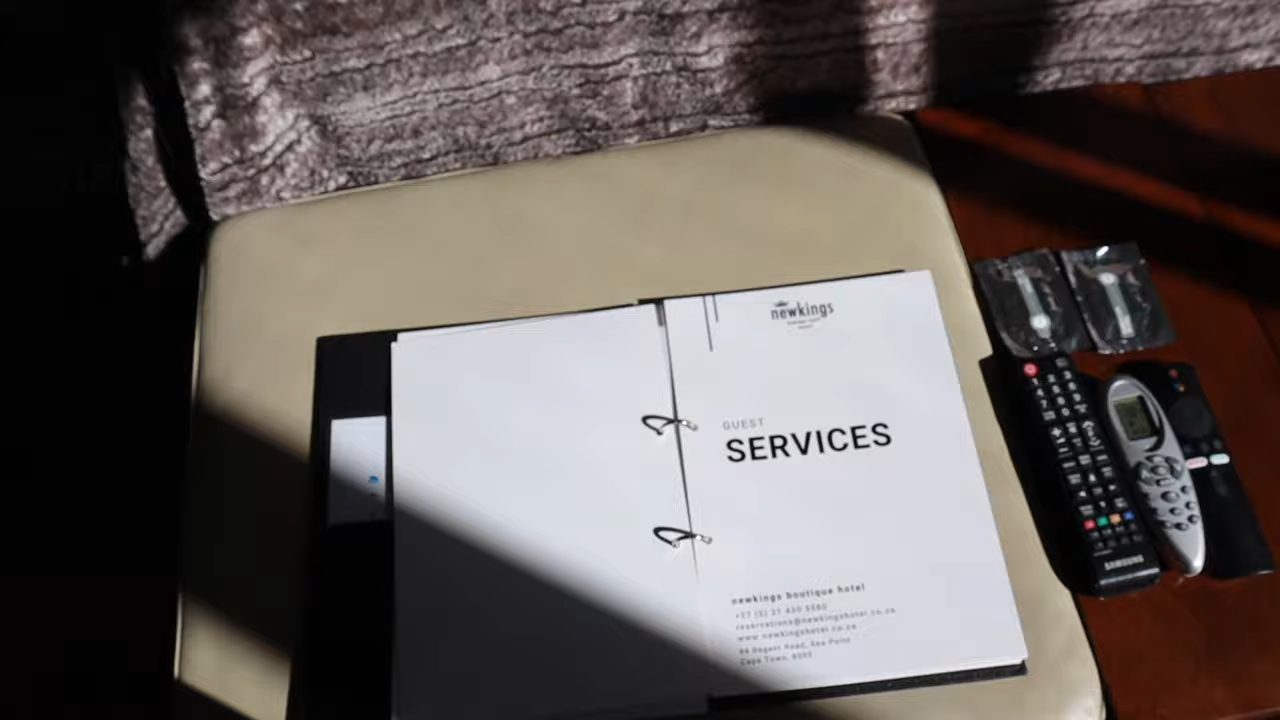 newkings
GUEST
SERVICES
newkings boutique hotel
+27 (0) 21 430 5580
reservations@newkingshotel.co.za
www.newkingshotel.co.za
94 Regent Road, Sea Point
Cape Town, 8005
SAMSUNG